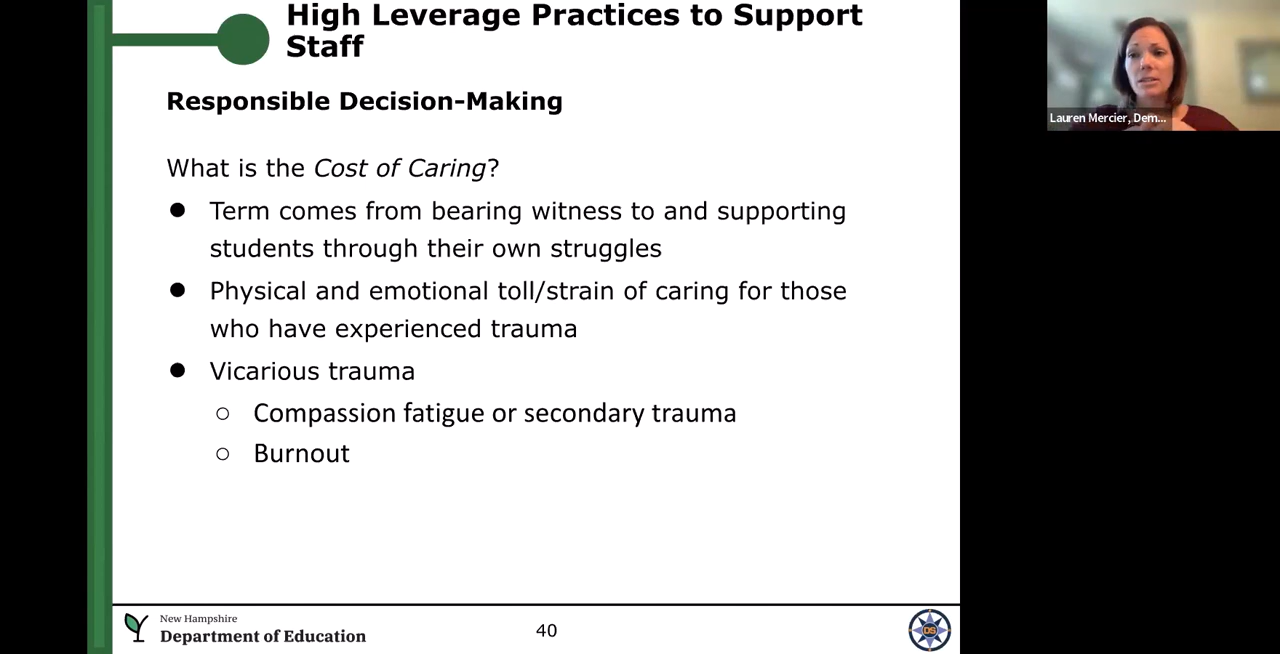 High Leverage Practices to Support
Staff
Responsible Decision-Making
What is the Cost of Caring?
● Term comes from bearing witness to and supporting
students through their own struggles
● Physical and emotional toll/strain of caring for those
who have experienced trauma
● Vicarious trauma
○ Compassion fatigue or secondary trauma
○ Burnout
New Hampshire
Department of Education
40
DS
Lauren Mercier, Dem...